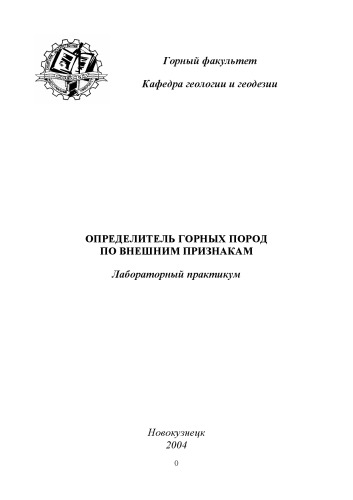 Горный факультет
Кафедра геологии и геодезии
ОПРЕДЕЛИТЕЛЬ ГОРНЫХ ПОРОД
ПО ВНЕШНИМ ПРИЗНАКАМ
Лабораторный практикум
Новокузнецк
2004
0